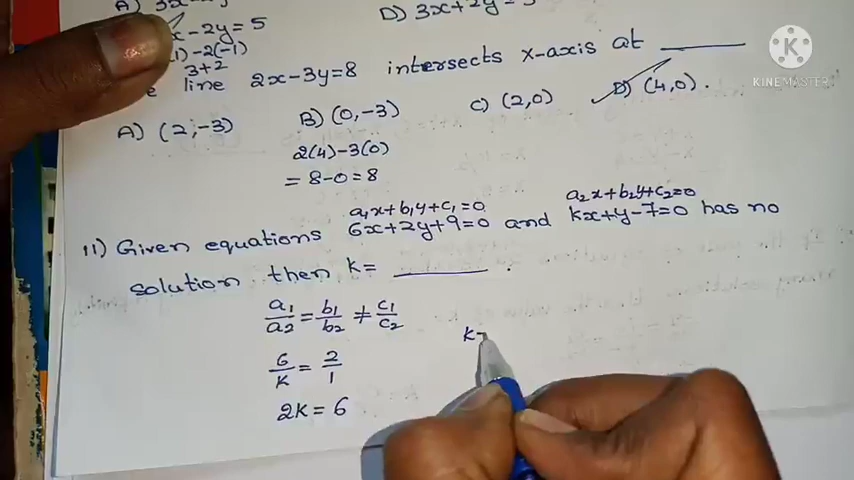 A) 3x
D) 3x+2y=5
x-2y=5
1)-2(-1)
3+2
line 2x-3y=8 intersects x-axis at ______
A) (2,-3) B) (0,-3) C) (2,0) D) (4,0).
2(4)-3(0)
= 8-0=8
a₁x+b₁y+c₁=0 a₂x+b₂y+c₂=0
11) Given equations 6x+2y+9=0 and kx+y-7=0 has no
solution then k= ______ .
a₁/a₂ = b₁/b₂ ≠ c₁/c₂
6/k = 2/1
2k = 6
k=
K
KINEMASTER